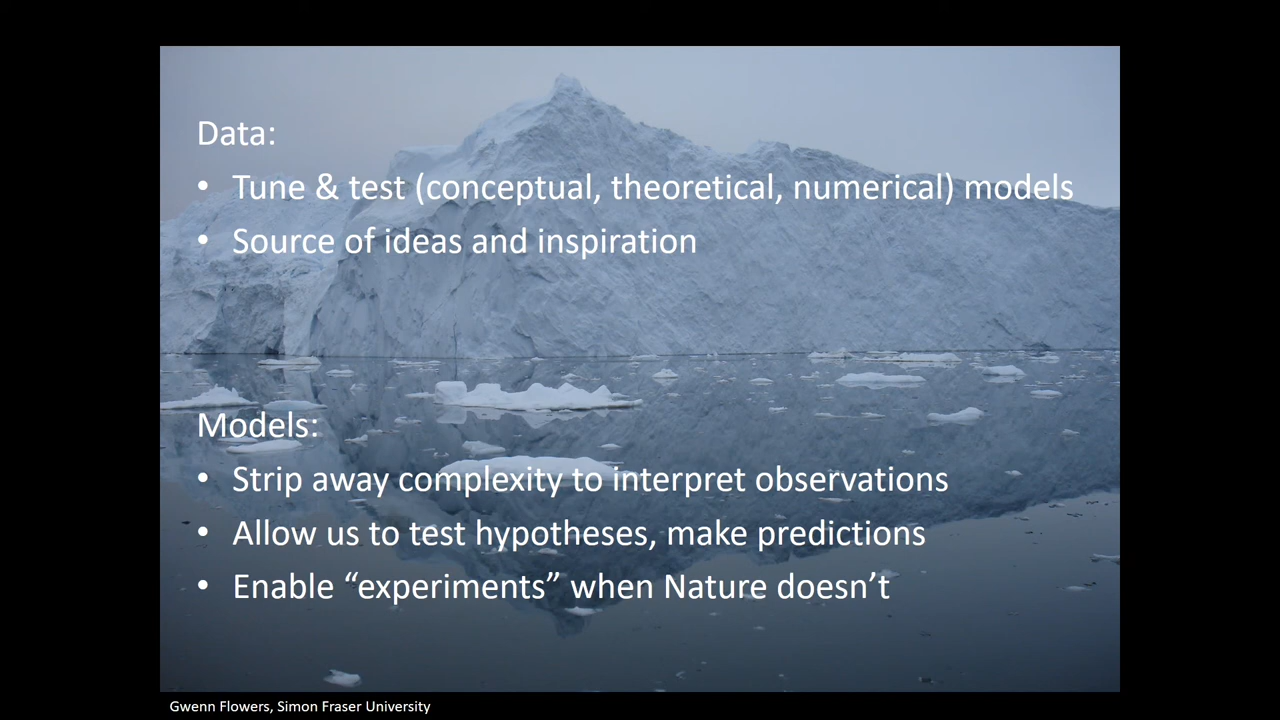 Data:
• Tune & test (conceptual, theoretical, numerical) models
• Source of ideas and inspiration
Models:
• Strip away complexity to interpret observations
• Allow us to test hypotheses, make predictions
• Enable “experiments” when Nature doesn’t
Gwenn Flowers, Simon Fraser University